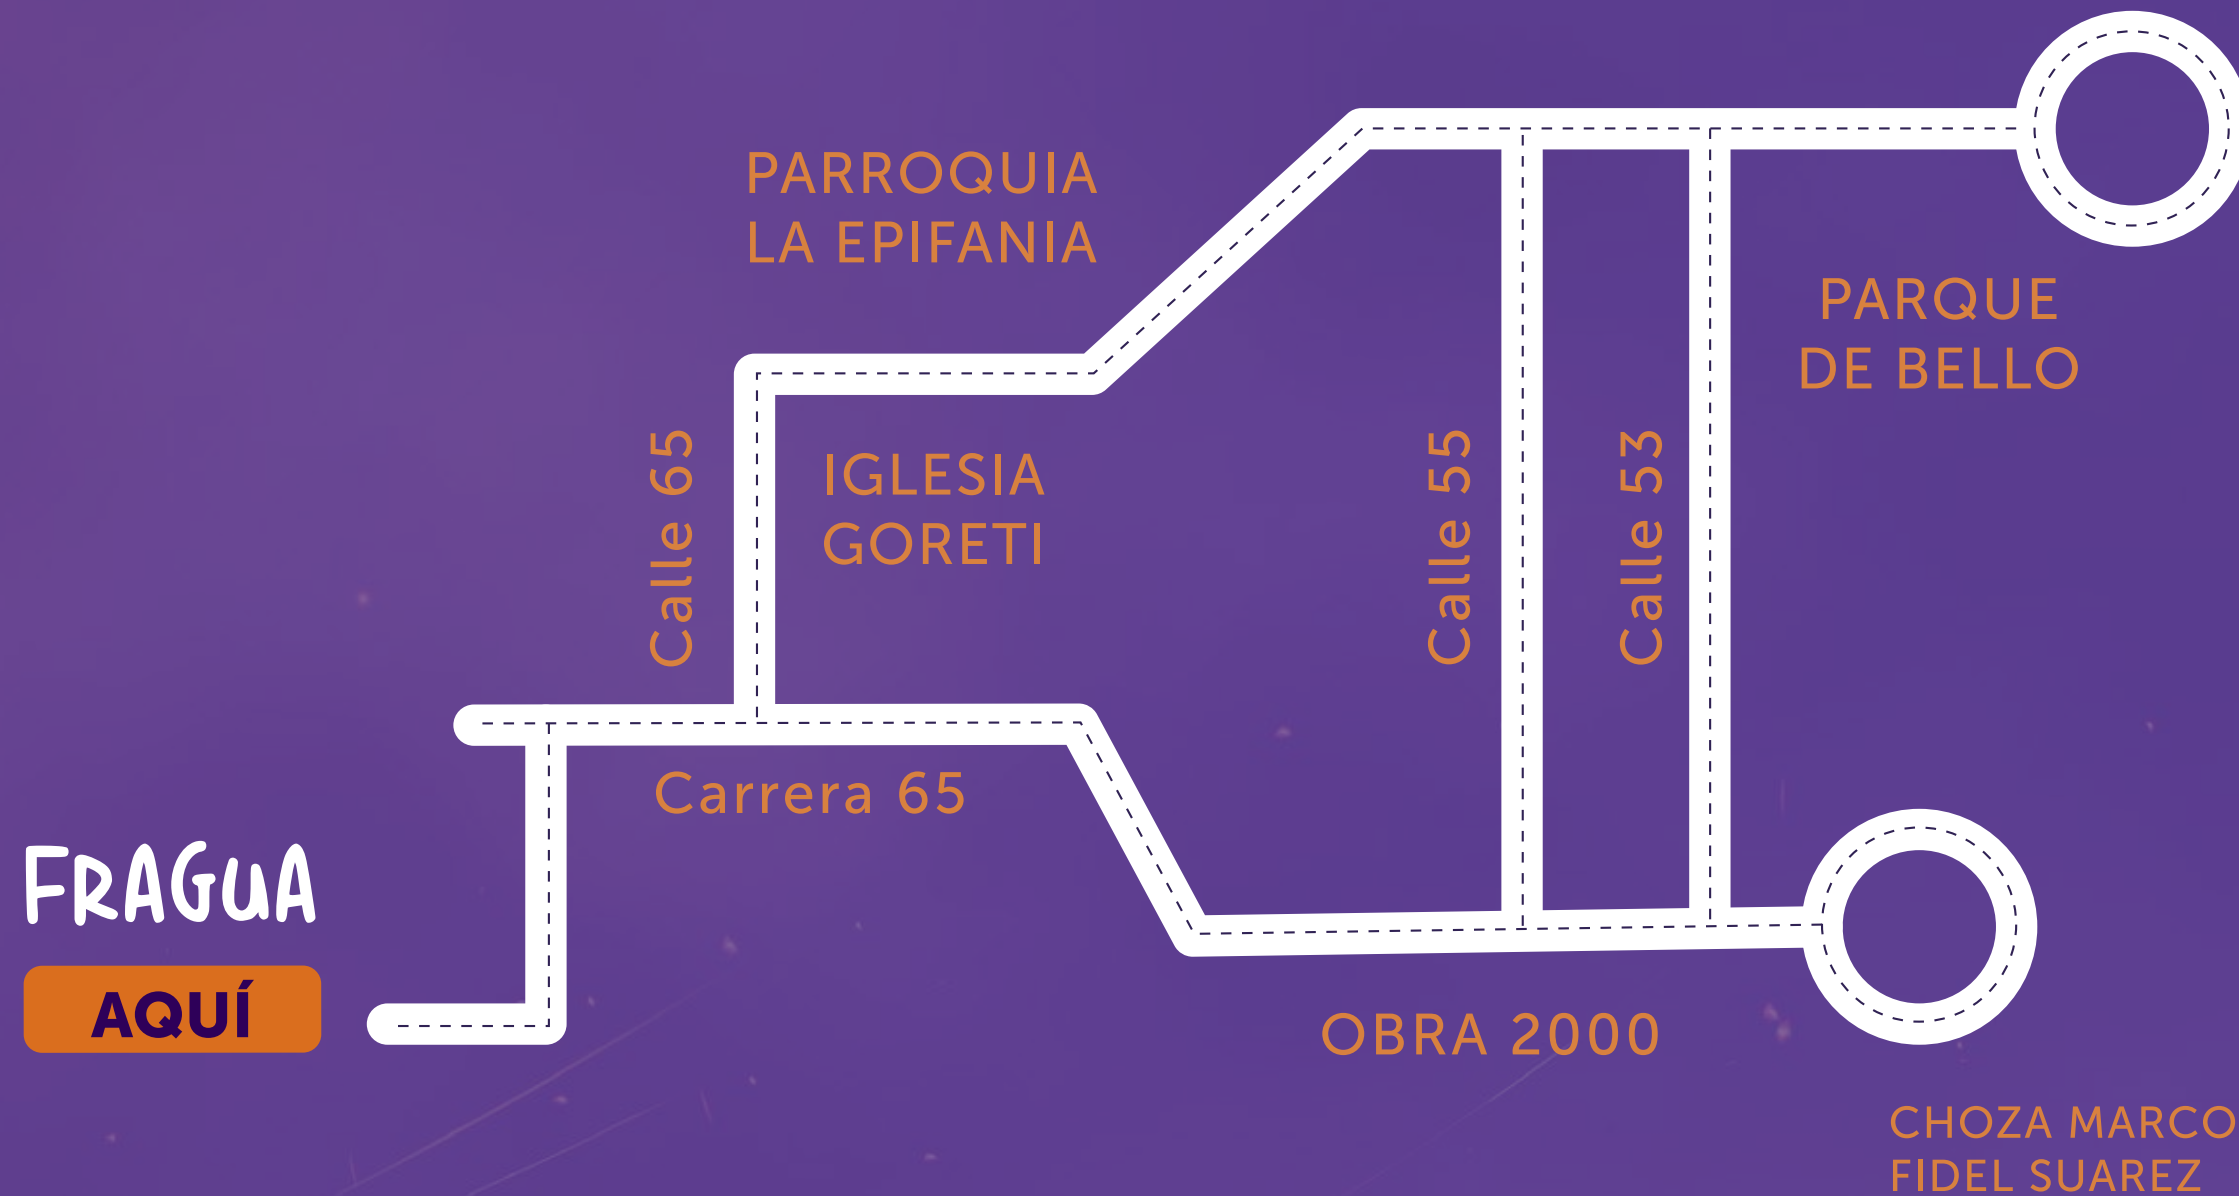 PARROQUIA
LA EPIFANIA
PARQUE
DE BELLO
Calle 65
IGLESIA
GORETI
Calle 55
Calle 53
Carrera 65
FRAGUA
AQUÍ
OBRA 2000
CHOZA MARCO
FIDEL SUAREZ